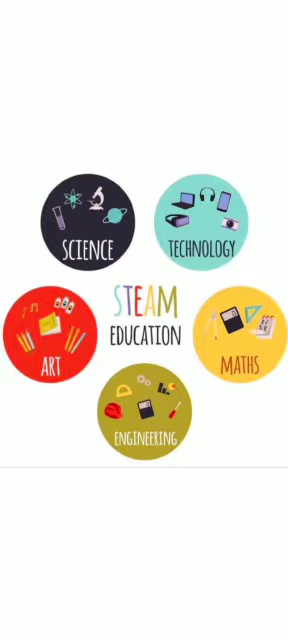 SCIENCE
TECHNOLOGY
STEAM
EDUCATION
ART
MATHS
ENGINEERING